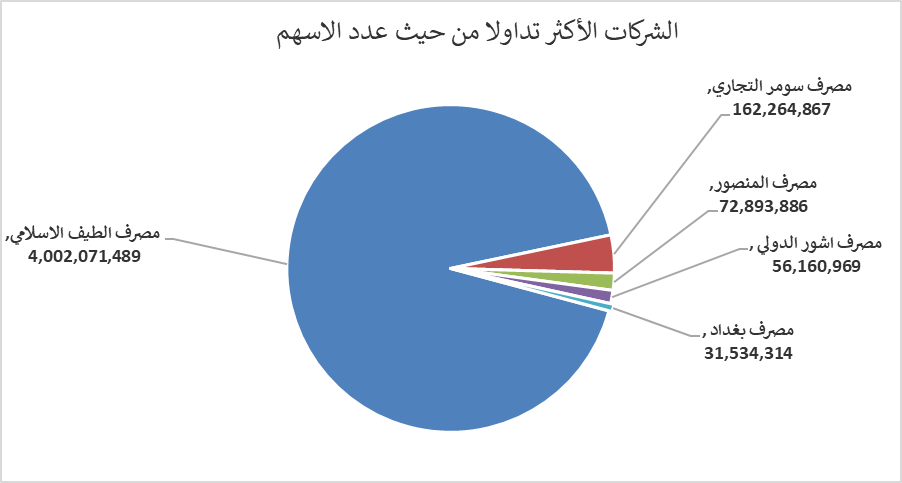 الشركات الأكثر تداولا من حيث عدد الاسهم
مصرف سومر التجاري,
162,264,867
مصرف المنصور,
72,893,886
مصرف اشور الدولي ,
56,160,969
مصرف بغداد ,
31,534,314
مصرف الطيف الاسلامي,
4,002,071,489